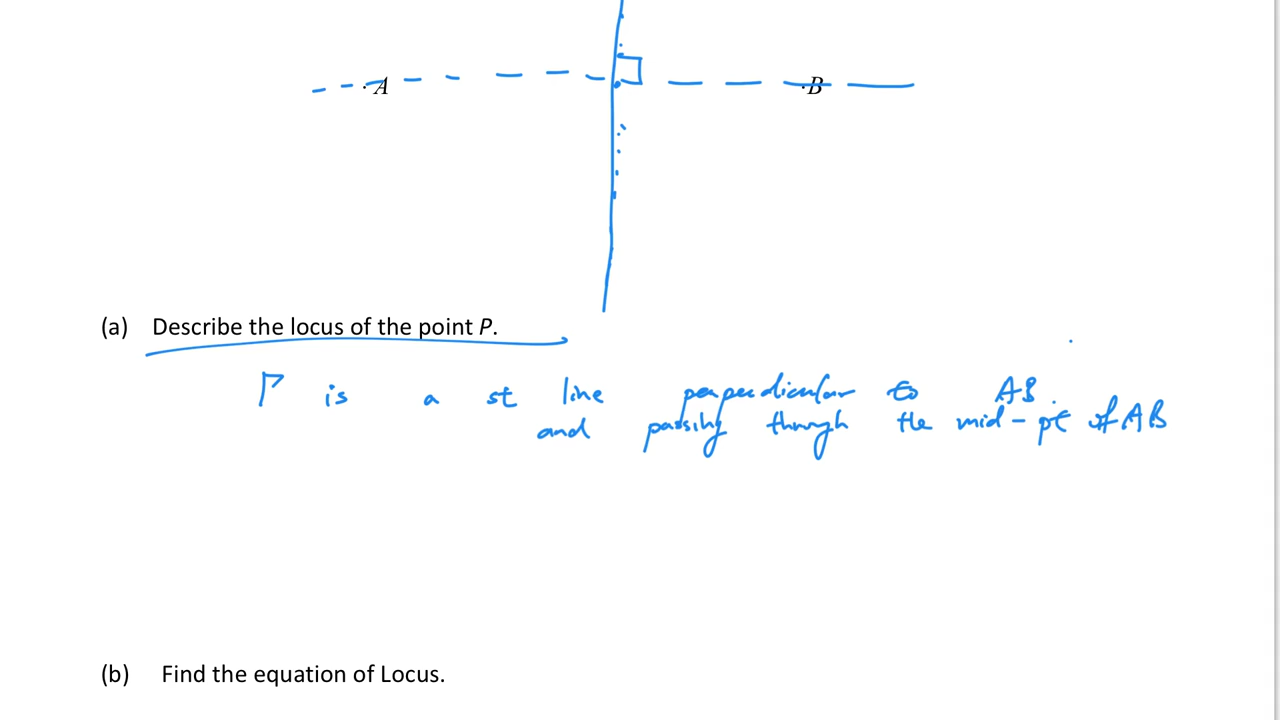 A
B
(a) Describe the locus of the point P.
Γ is a st line perpendicular to AB.
and passing through the mid-pt of AB
(b) Find the equation of Locus.